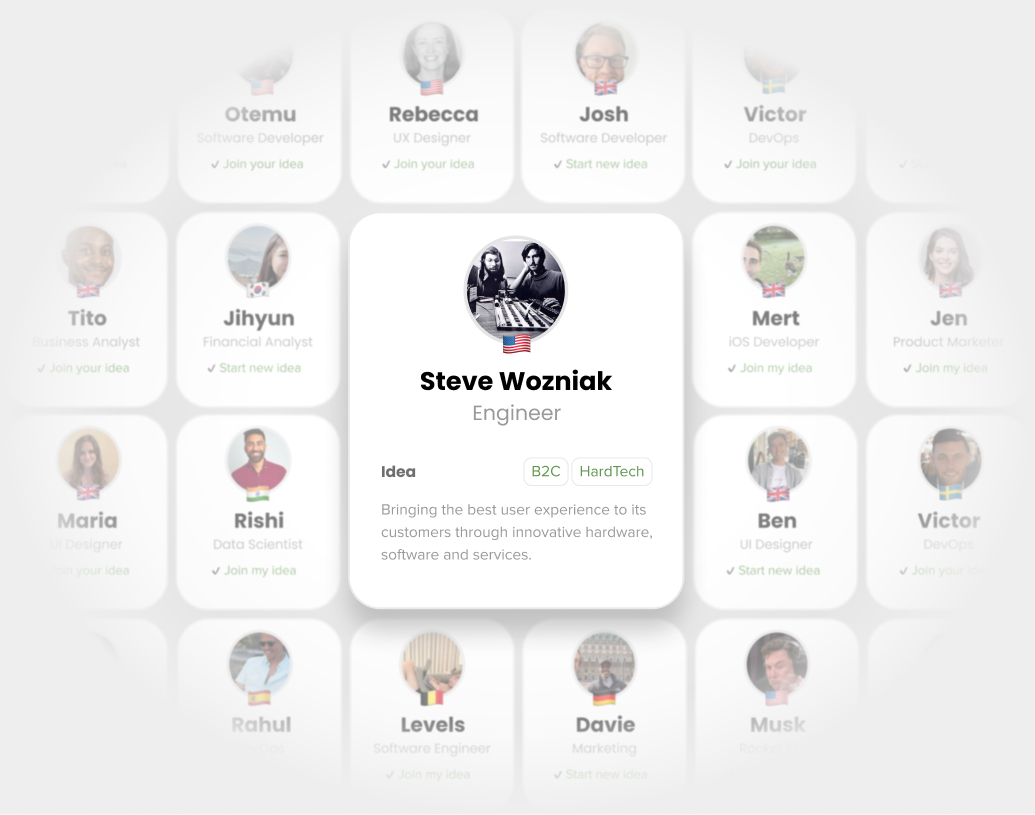 Otemu
Software Developer
✓ Join your idea
Rebecca
UX Designer
✓ Join your idea
Josh
Software Developer
✓ Start new idea
Victor
DevOps
✓ Join your idea
Tito
Business Analyst
✓ Join your idea
Jihyun
Financial Analyst
✓ Start new idea
Steve Wozniak
Engineer
Idea
B2C
HardTech
Bringing the best user experience to its
customers through innovative hardware,
software and services.
Mert
iOS Developer
✓ Join my idea
Jen
Product Marketer
✓ Join my idea
Maria
UI Designer
Join your idea
Rishi
Data Scientist
✓ Join my idea
Ben
UI Designer
✓ Start new idea
Victor
DevOps
✓ Join your idea
Rahul
DevOps
Levels
Software Engineer
✓ Join my idea
Davie
Marketing
✓ Start new idea
Musk